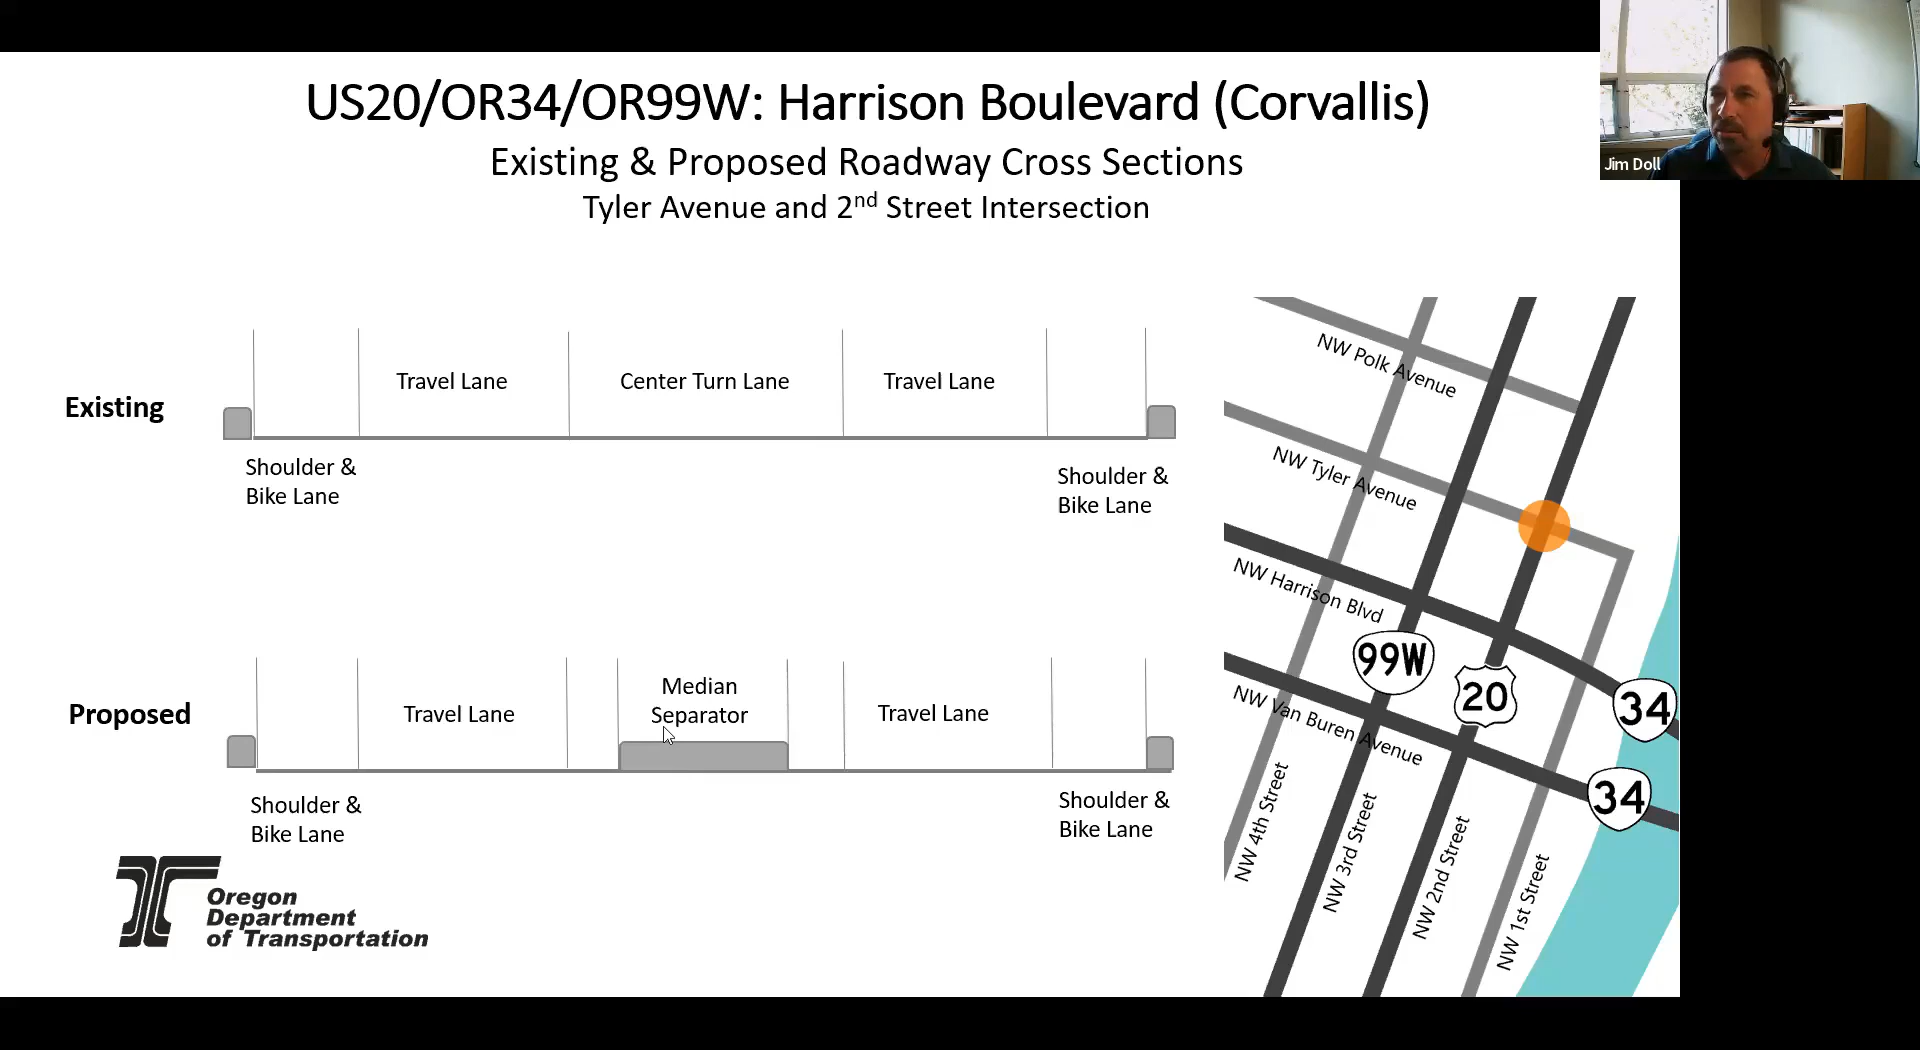 US20/OR34/OR99W: Harrison Boulevard (Corvallis)
Existing & Proposed Roadway Cross Sections
Tyler Avenue and 2nd Street Intersection
Jim Doll
Existing
Travel Lane
Center Turn Lane
Travel Lane
Shoulder &
Bike Lane
Shoulder &
Bike Lane
Proposed
Travel Lane
Median
Separator
Travel Lane
Shoulder &
Bike Lane
Shoulder &
Bike Lane
Oregon
Department
of Transportation
NW Polk Avenue
NW Tyler Avenue
NW Harrison Blvd
99W
20
34
NW Van Buren Avenue
34
NW 4th Street
NW 3rd Street
NW 2nd Street
NW 1st Street